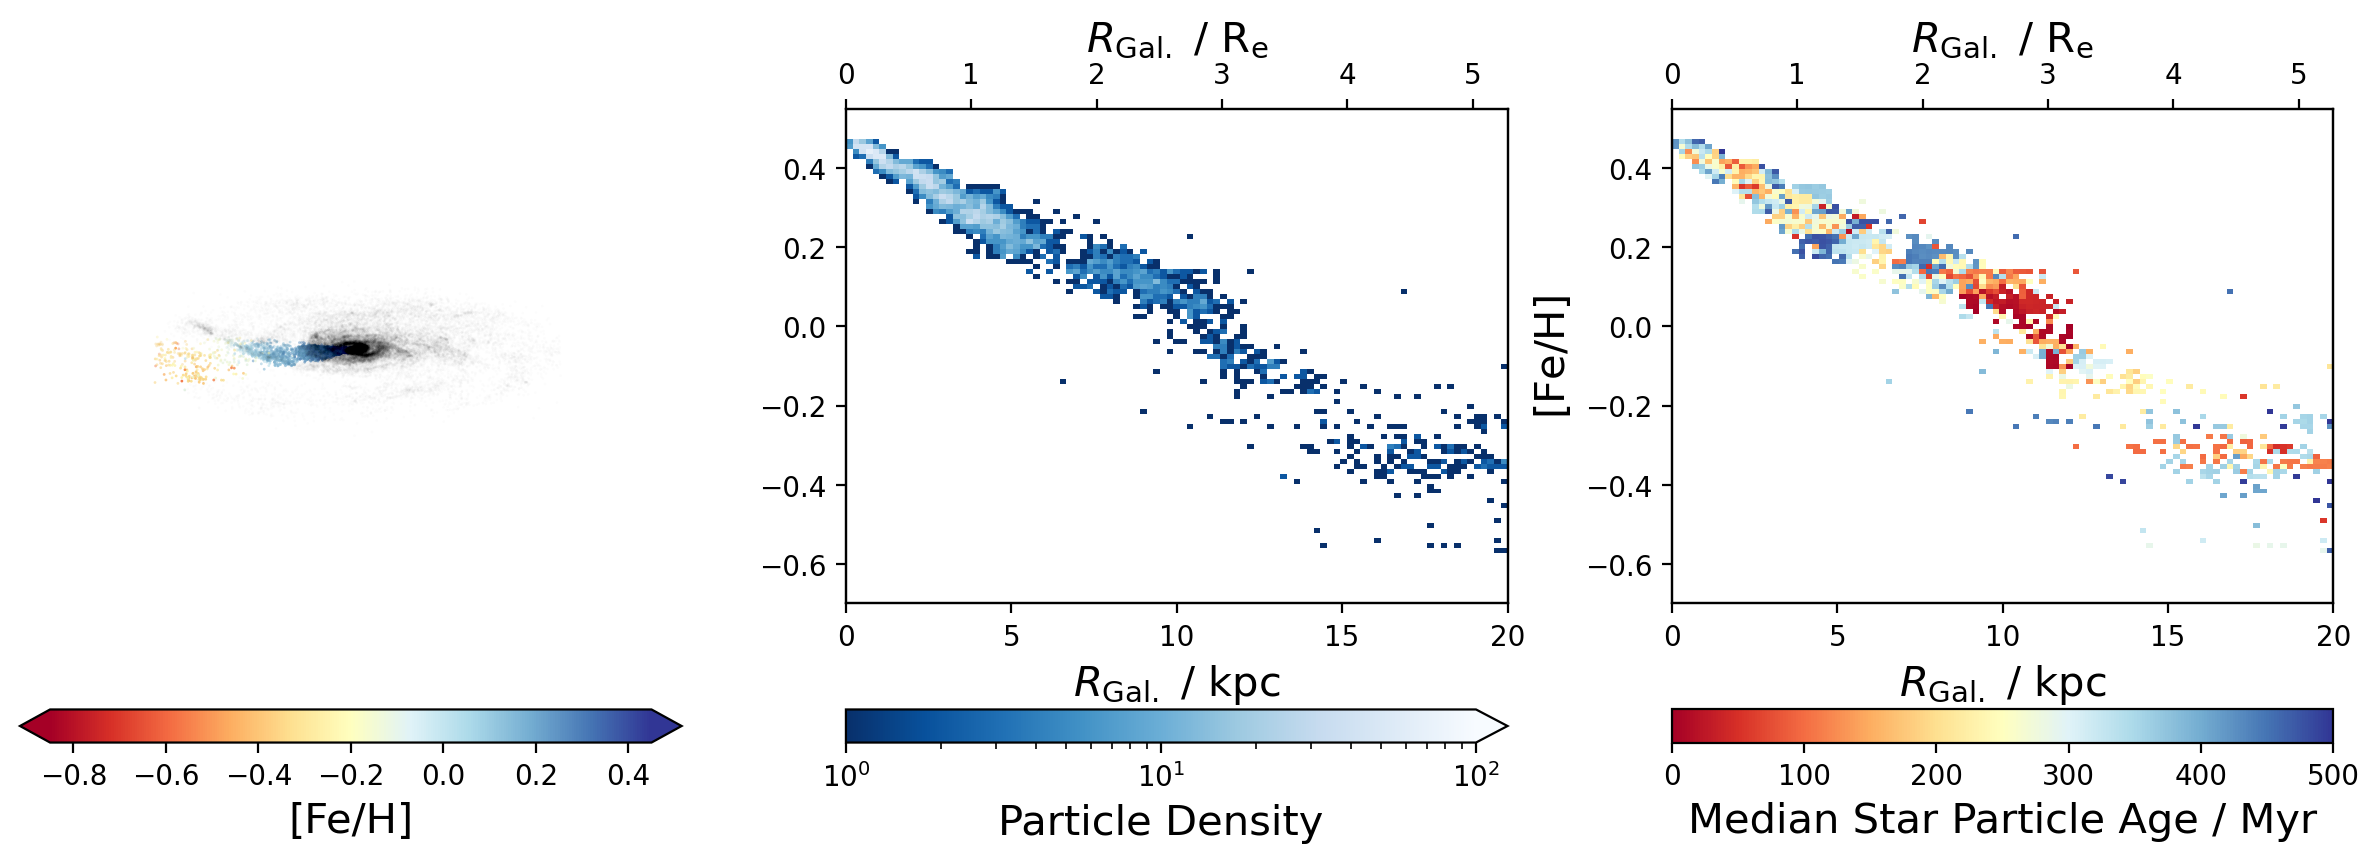 R_Gal. / R_e
0 1 2 3 4 5
0.4
0.2
0.0
−0.2
−0.4
−0.6
0 5 10 15 20
R_Gal. / kpc
10^0 10^1 10^2
Particle Density
R_Gal. / R_e
0 1 2 3 4 5
[Fe/H]
0.4
0.2
0.0
−0.2
−0.4
−0.6
0 5 10 15 20
R_Gal. / kpc
0 100 200 300 400 500
Median Star Particle Age / Myr
−0.8 −0.6 −0.4 −0.2 0.0 0.2 0.4
[Fe/H]